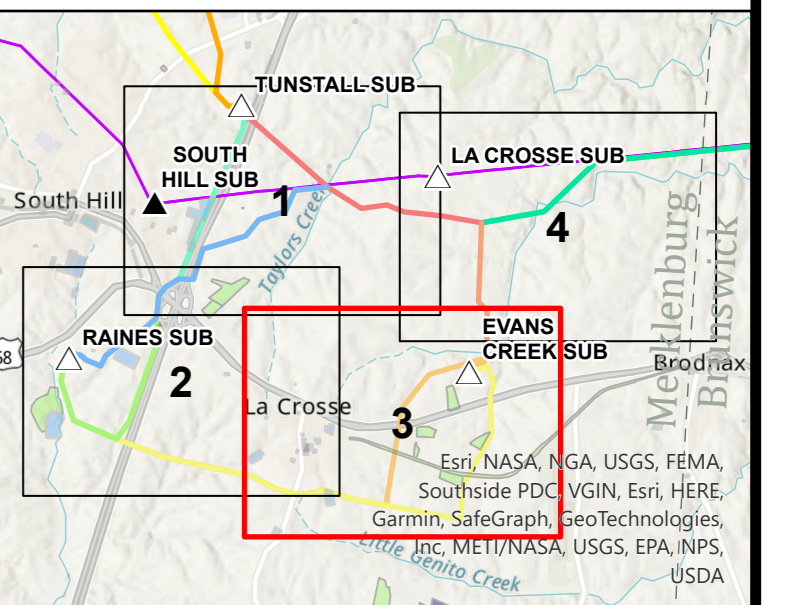 TUNSTALL SUB
SOUTH
HILL SUB
LA CROSSE SUB
South Hill
1
4
Taylors Creek
Mecklenburg
Brunswick
RAINES SUB
EVANS
CREEK SUB
58
2
Brodnax
La Crosse
3
Esri, NASA, NGA, USGS, FEMA,
Southside PDC, VGIN, Esri, HERE,
Garmin, SafeGraph, GeoTechnologies,
Inc, METI/NASA, USGS, EPA, NPS,
USDA
Little Genito Creek